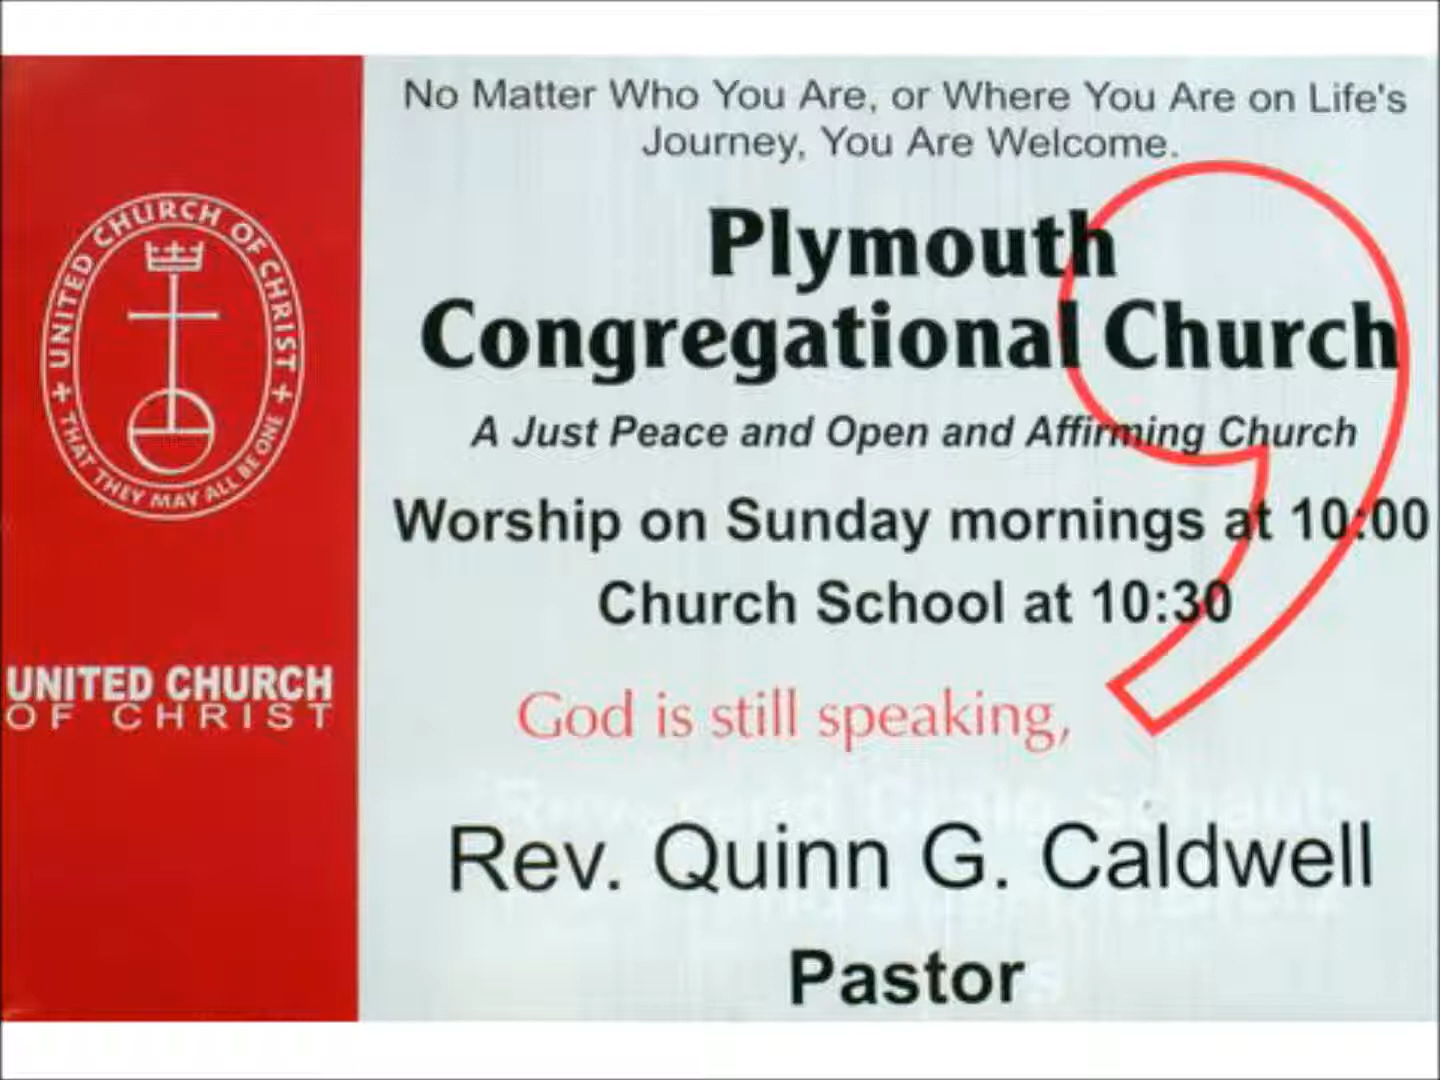 No Matter Who You Are, or Where You Are on Life's
Journey, You Are Welcome.
UNITED CHURCH OF CHRIST
THAT THEY MAY ALL BE ONE
Plymouth
Congregational Church
A Just Peace and Open and Affirming Church
Worship on Sunday mornings at 10:00
Church School at 10:30
UNITED CHURCH
OF CHRIST
God is still speaking,
Rev. Quinn G. Caldwell
Pastor